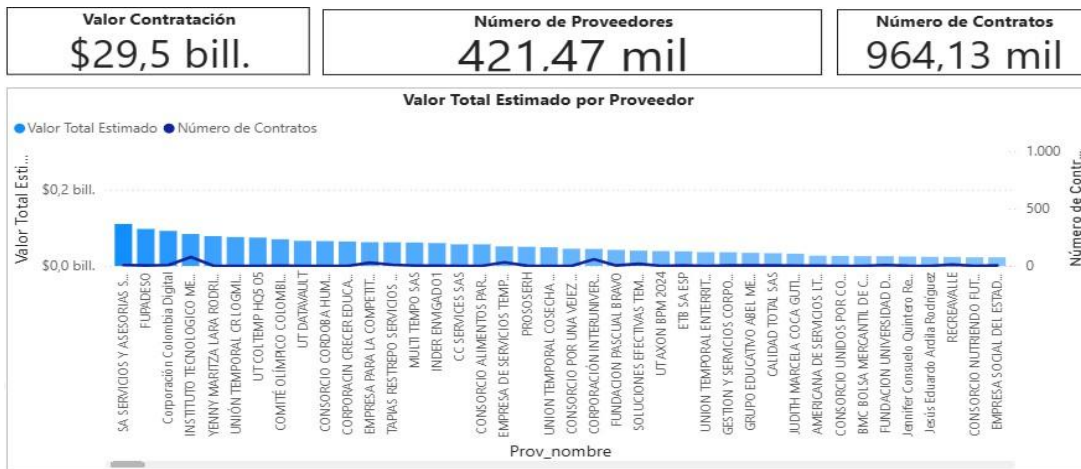 Valor Contratación
$29,5 bill.
Número de Proveedores
421,47 mil
Número de Contratos
964,13 mil
Valor Total Estimado por Proveedor
Valor Total Estimado
Número de Contratos
Valor Total Esti...
$0,2 bill.
$0,0 bill.
1.000
500
0
Número de Contr...
SA SERVICIOS Y ASESORIAS S...
FUPADESO
Corporación Colombia Digital
INSTITUTO TECNOLOGICO ME...
YENNY MARITZA LARA RODRI...
UNIÓN TEMPORAL CR LOGMI...
UT COLTEMP HQ5 05
COMITÉ OLÍMPICO COLOMBI...
UT DATAVAULT
CONSORCIO CORDOBA HUM...
CORPORACIN CRECER EDUCA...
EMPRESA PARA LA COMPETIT...
TAPIAS RESTREPO SERVICIOS ...
MULTI TEMPO SAS
INDER ENVIGADO1
CC SERVICES SAS
CONSORCIO ALIMENTOS PAR...
EMPRESA DE SERVICIOS TEMP...
PROSOSERH
UNION TEMPORAL COSECHA ...
CONSORCIO POR UNA VEJEZ ...
CORPORACIÓN INTERUNIVER...
FUNDACION PASCUAL BRAVO
SOLUCIONES EFECTIVAS TEM...
UT AXON BPM 2024
ETB SA ESP
UNION TEMPORAL ENTERRIT...
GESTION Y SERVICIOS CORPO...
GRUPO EDUCATIVO ABEL ME...
CALIDAD TOTAL SAS
JUDITH MARCELA COCA GUTI...
AMERICANA DE SERVICIOS LT...
CONSORCIO UNIDOS POR CO...
BMC BOLSA MERCANTIL DE C...
FUNDACION UNIVERSIDAD D...
Jennifer Consuelo Quintero Re...
Jesús Eduardo Ardila Rodríguez
RECREAVALLE
CONSORCIO NUTRIENDO FUT...
EMPRESA SOCIAL DEL ESTAD...
Prov_nombre